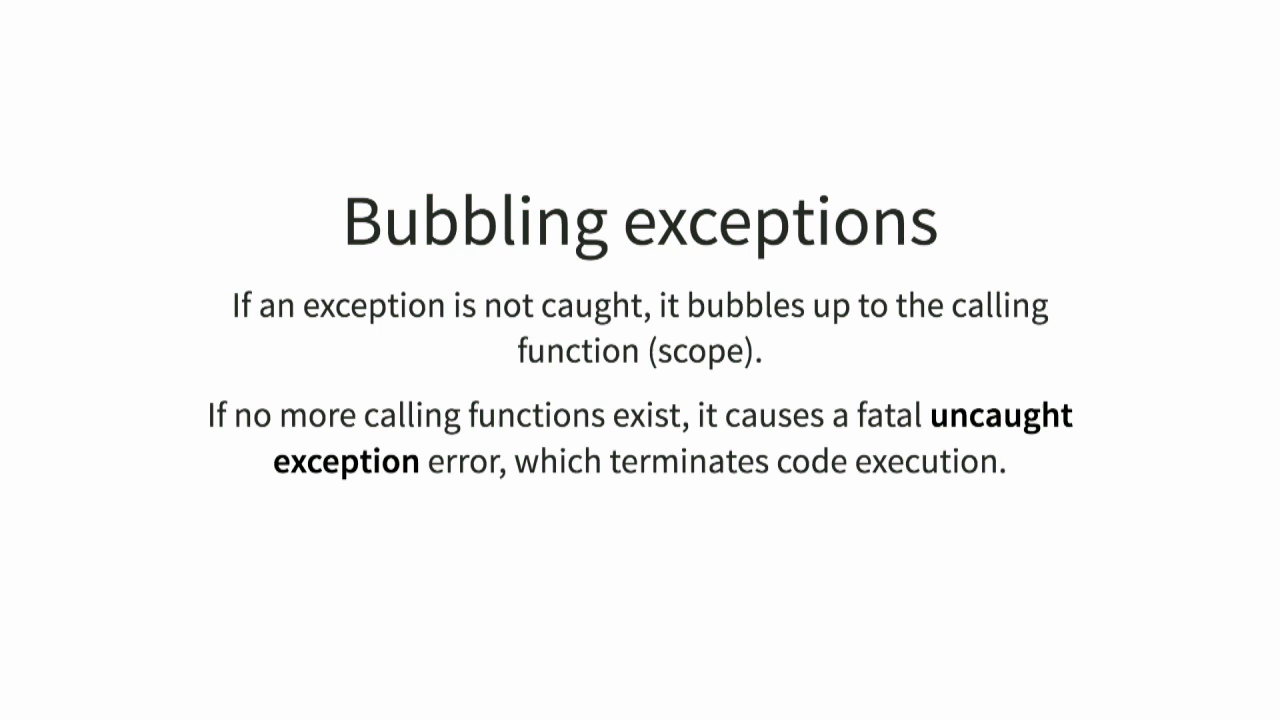 Bubbling exceptions
If an exception is not caught, it bubbles up to the calling
function (scope).
If no more calling functions exist, it causes a fatal uncaught
exception error, which terminates code execution.